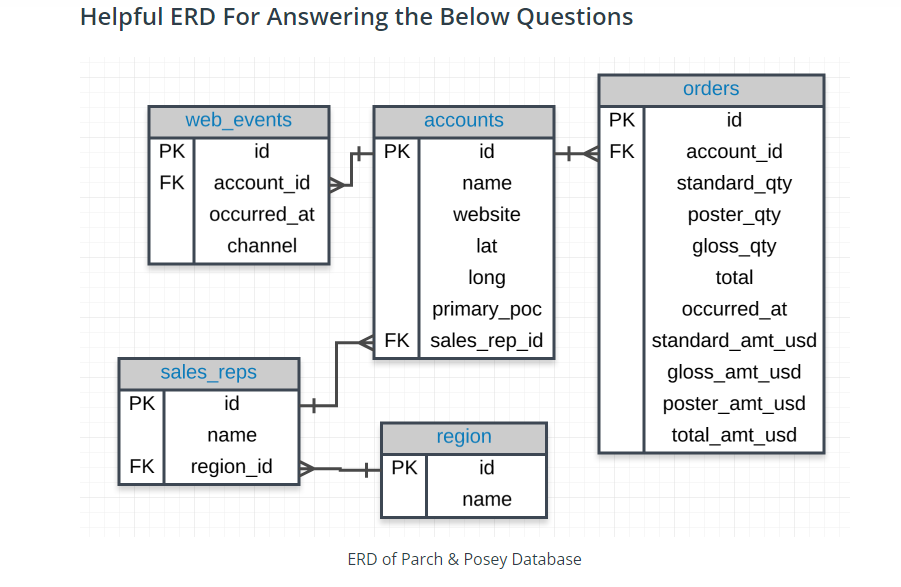 Helpful ERD For Answering the Below Questions
web_events
PK id
FK account_id
occurred_at
channel
accounts
PK id
name
website
lat
long
primary_poc
FK sales_rep_id
orders
PK id
FK account_id
standard_qty
poster_qty
gloss_qty
total
occurred_at
standard_amt_usd
gloss_amt_usd
poster_amt_usd
total_amt_usd
sales_reps
PK id
name
FK region_id
region
PK id
name
ERD of Parch & Posey Database